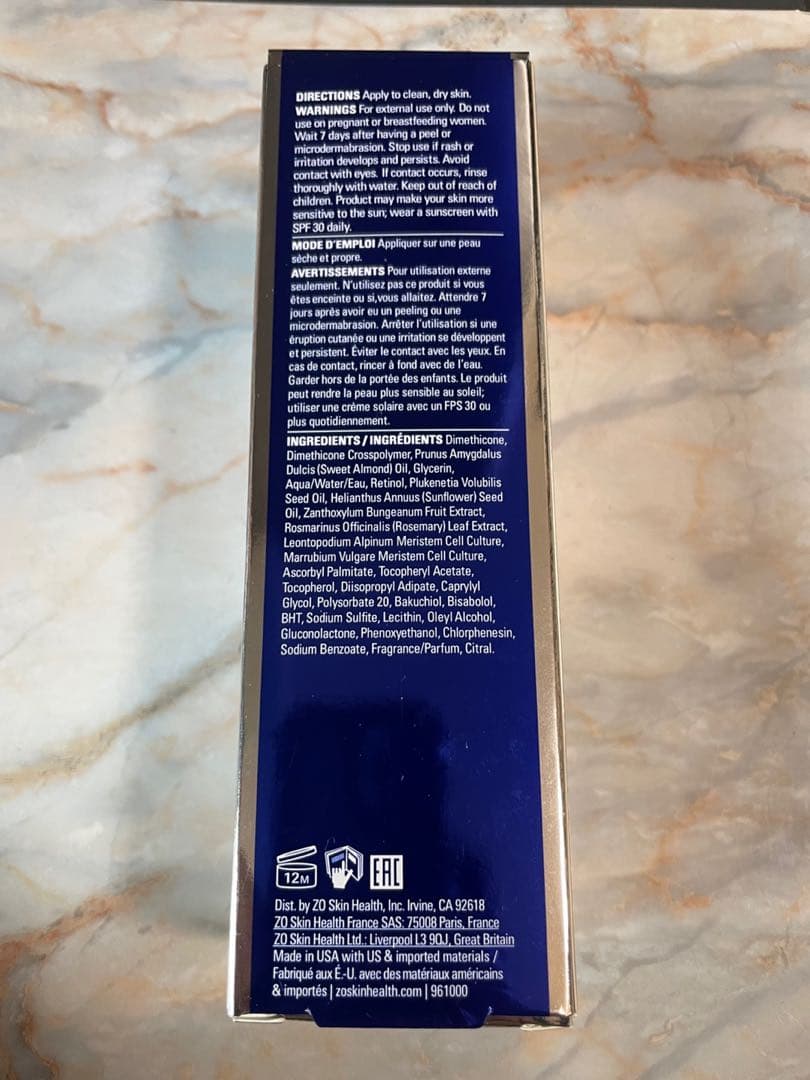 DIRECTIONS Apply to clean, dry skin.
WARNINGS For external use only. Do not
use on pregnant or breastfeeding women.
Wait 7 days after having a peel or
microdermabrasion. Stop use if rash or
irritation develops and persists. Avoid
contact with eyes. If contact occurs, rinse
thoroughly with water. Keep out of reach of
children. Product may make your skin more
sensitive to the sun; wear a sunscreen with
SPF 30 daily.
MODE D'EMPLOI Appliquer sur une peau
sèche et propre.
AVERTISSEMENTS Pour utilisation externe
seulement. N'utilisez pas ce produit si vous
êtes enceinte ou si,vous allaitez. Attendre 7
jours après avoir eu un peeling ou une
microdermabrasion. Arrêter l'utilisation si une
éruption cutanée ou une irritation se développent
et persistent. Éviter le contact avec les yeux. En
cas de contact, rincer à fond avec de l'eau.
Garder hors de la portée des enfants. Le produit
peut rendre la peau plus sensible au soleil;
utiliser une crème solaire avec un FPS 30 ou
plus quotidiennement.
INGREDIENTS / INGRÉDIENTS Dimethicone,
Dimethicone Crosspolymer, Prunus Amygdalus
Dulcis (Sweet Almond) Oil, Glycerin,
Aqua/Water/Eau, Retinol, Plukenetia Volubilis
Seed Oil, Helianthus Annuus (Sunflower) Seed
Oil, Zanthoxylum Bungeanum Fruit Extract,
Rosmarinus Officinalis (Rosemary) Leaf Extract,
Leontopodium Alpinum Meristem Cell Culture,
Marrubium Vulgare Meristem Cell Culture,
Ascorbyl Palmitate, Tocopheryl Acetate,
Tocopherol, Diisopropyl Adipate, Caprylyl
Glycol, Polysorbate 20, Bakuchiol, Bisabolol,
BHT, Sodium Sulfite, Lecithin, Oleyl Alcohol,
Gluconolactone, Phenoxyethanol, Chlorphenesin,
Sodium Benzoate, Fragrance/Parfum, Citral.
12M EAC
Dist. by ZO Skin Health, Inc. Irvine, CA 92618
ZO Skin Health France SAS: 75008 Paris, France
ZO Skin Health Ltd.: Liverpool L3 9QJ, Great Britain
Made in USA with US & imported materials /
Fabriqué aux É.-U. avec des matériaux américains
& importés | zoskinhealth.com | 961000